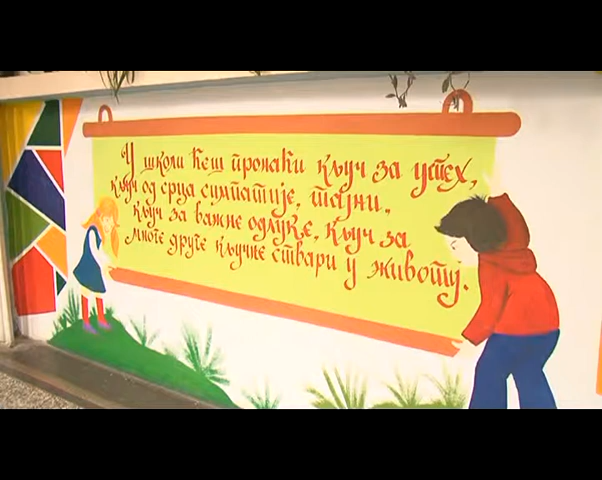 У школи ћеш пронаћи кључ за успех,
кључ од срца симпатије, тајни,
кључ за важне одлуке, кључ за
многе друге кључне ствари у животу.